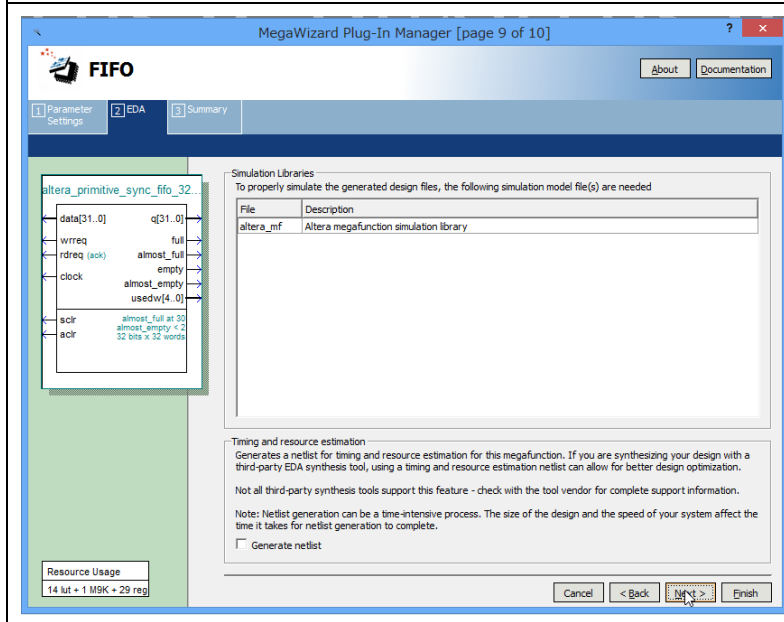 MegaWizard Plug-In Manager [page 9 of 10]
?
×
FIFO
About
Documentation
1 Parameter Settings
2 EDA
3 Summary
altera_primitive_sync_fifo_32...
data[31..0]
q[31..0]
wrreq
full
rdreq (ack)
almost_full
empty
clock
almost_empty
usedw[4..0]
sclr
almost_full at 30
almost_empty < 2
aclr
32 bits x 32 words
Resource Usage
14 lut + 1 M9K + 29 reg
Simulation Libraries
To properly simulate the generated design files, the following simulation model file(s) are needed
File
Description
altera_mf
Altera megafunction simulation library
Timing and resource estimation
Generates a netlist for timing and resource estimation for this megafunction. If you are synthesizing your design with a
third-party EDA synthesis tool, using a timing and resource estimation netlist can allow for better design optimization.
Not all third-party synthesis tools support this feature - check with the tool vendor for complete support information.
Note: Netlist generation can be a time-intensive process. The size of the design and the speed of your system affect the
time it takes for netlist generation to complete.
Generate netlist
Cancel
< Back
Next >
Finish